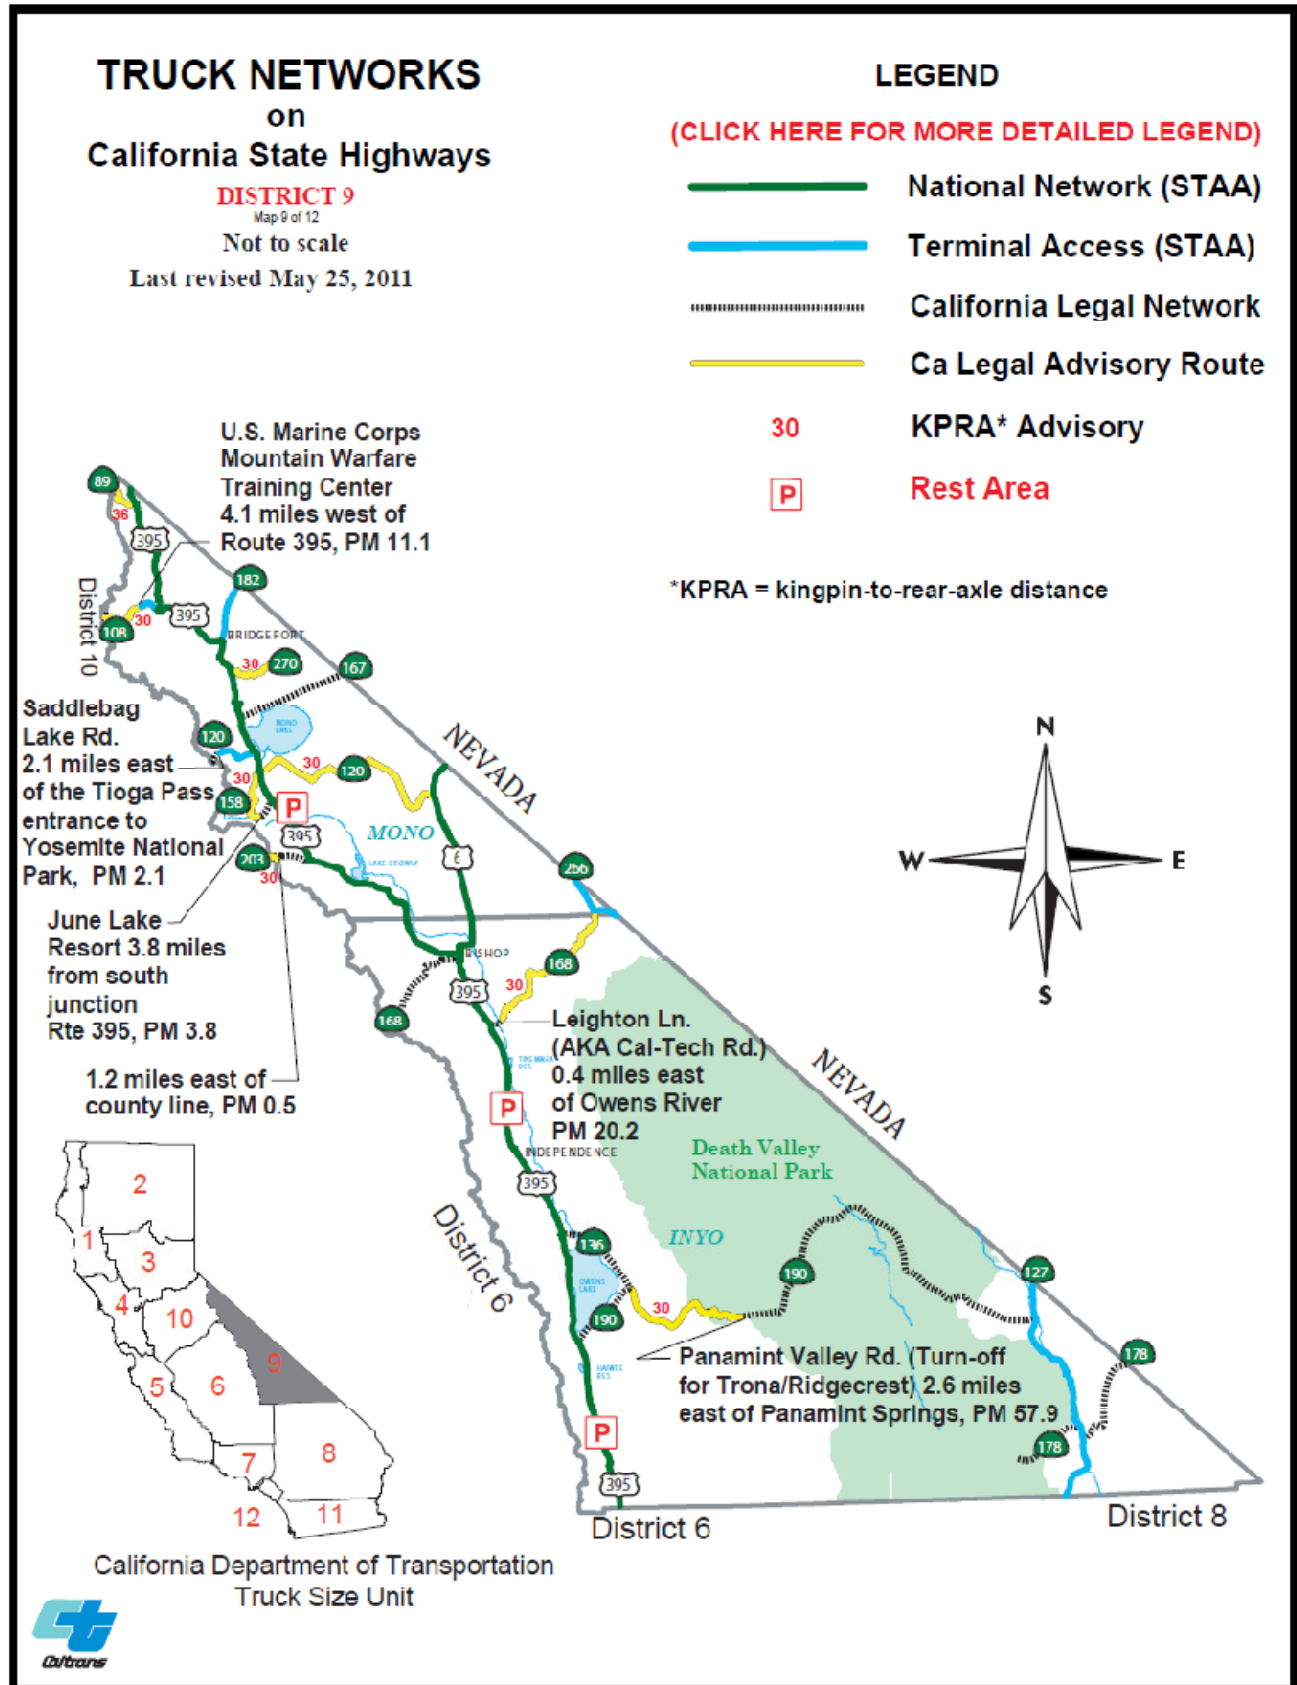 TRUCK NETWORKS
on
California State Highways
DISTRICT 9
Map 9 of 12
Not to scale
Last revised May 25, 2011
LEGEND
(CLICK HERE FOR MORE DETAILED LEGEND)
National Network (STAA)
Terminal Access (STAA)
California Legal Network
Ca Legal Advisory Route
30 KPRA* Advisory
P Rest Area
*KPRA = kingpin-to-rear-axle distance
U.S. Marine Corps
Mountain Warfare
Training Center
4.1 miles west of
Route 395, PM 11.1
89
36
395
182
District 10
108
30
395
BRIDGEPORT
30
270
167
Saddlebag
Lake Rd.
2.1 miles east
of the Tioga Pass
entrance to
Yosemite National
Park, PM 2.1
120
MONO
LAKE
30
30
120
NEVADA
158
P
395
MONO
6
203
30
LAKE CROWLEY
266
June Lake
Resort 3.8 miles
from south
junction
Rte 395, PM 3.8
1.2 miles east of
county line, PM 0.5
BISHOP
168
395
30
168
Leighton Ln.
(AKA Cal-Tech Rd.)
0.4 miles east
of Owens River
PM 20.2
N
W
E
S
P
INDEPENDENCE
395
District 6
Death Valley
National Park
NEVADA
INYO
136
OWENS
LAKE
190
30
190
127
HAIWEE
RES
Panamint Valley Rd. (Turn-off
for Trona/Ridgecrest) 2.6 miles
east of Panamint Springs, PM 57.9
178
178
P
395
District 6
District 8
2
1
3
4
10
9
5
6
7
8
12
11
California Department of Transportation
Truck Size Unit
ct
Caltrans